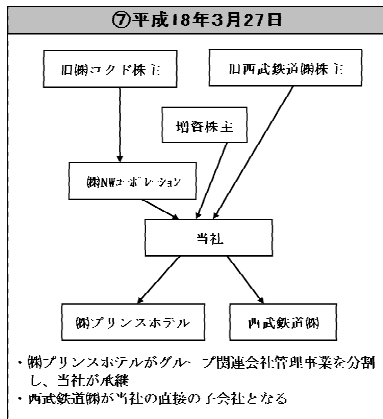 ⑦平成18年3月27日
旧㈱コクド株主
旧西武鉄道㈱株主
増資株主
㈱NWコーポレーション
当社
㈱プリンスホテル
西武鉄道㈱
・㈱プリンスホテルがグループ関連会社管理事業を分割
し、当社が承継
・西武鉄道㈱が当社の直接の子会社となる